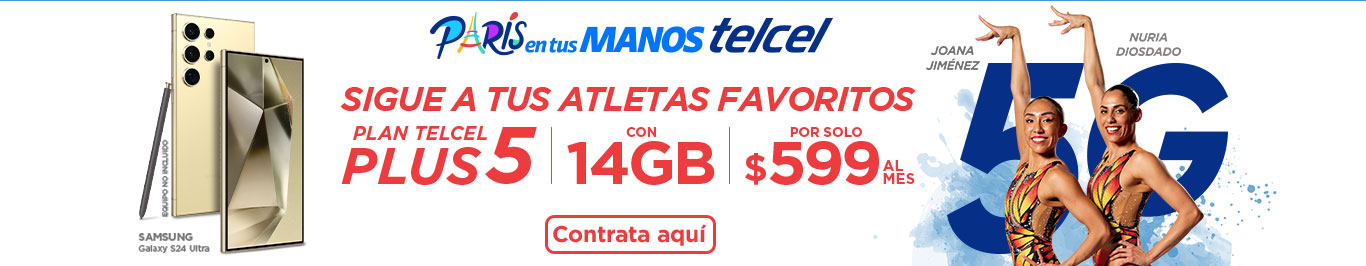 PARÍS en tus MANOS telcel
SIGUE A TUS ATLETAS FAVORITOS
PLAN TELCEL
PLUS 5
CON
14GB
POR SOLO
$599 AL MES
Contrata aquí
EQUIPO NO INCLUIDO
SAMSUNG
Galaxy S24 Ultra
JOANA
JIMÉNEZ
NURIA
DIOSDADO
5G